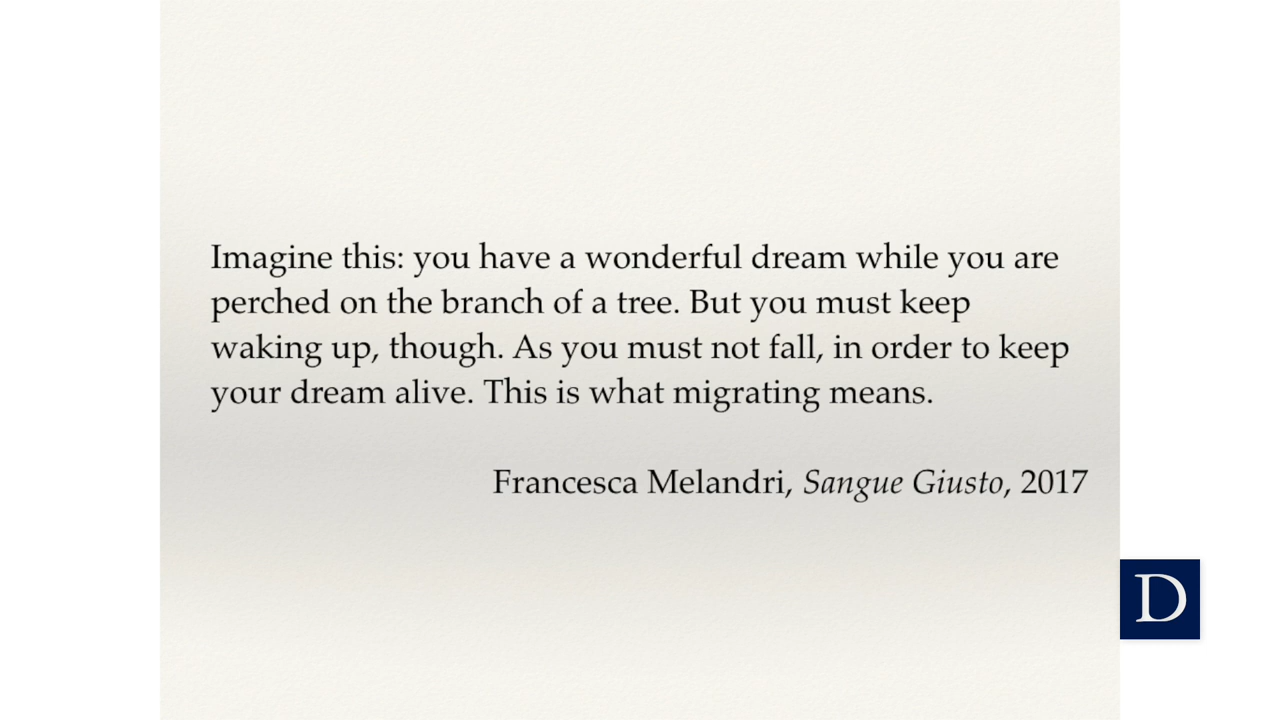 Imagine this: you have a wonderful dream while you are
perched on the branch of a tree. But you must keep
waking up, though. As you must not fall, in order to keep
your dream alive. This is what migrating means.
Francesca Melandri, Sangue Giusto, 2017
D